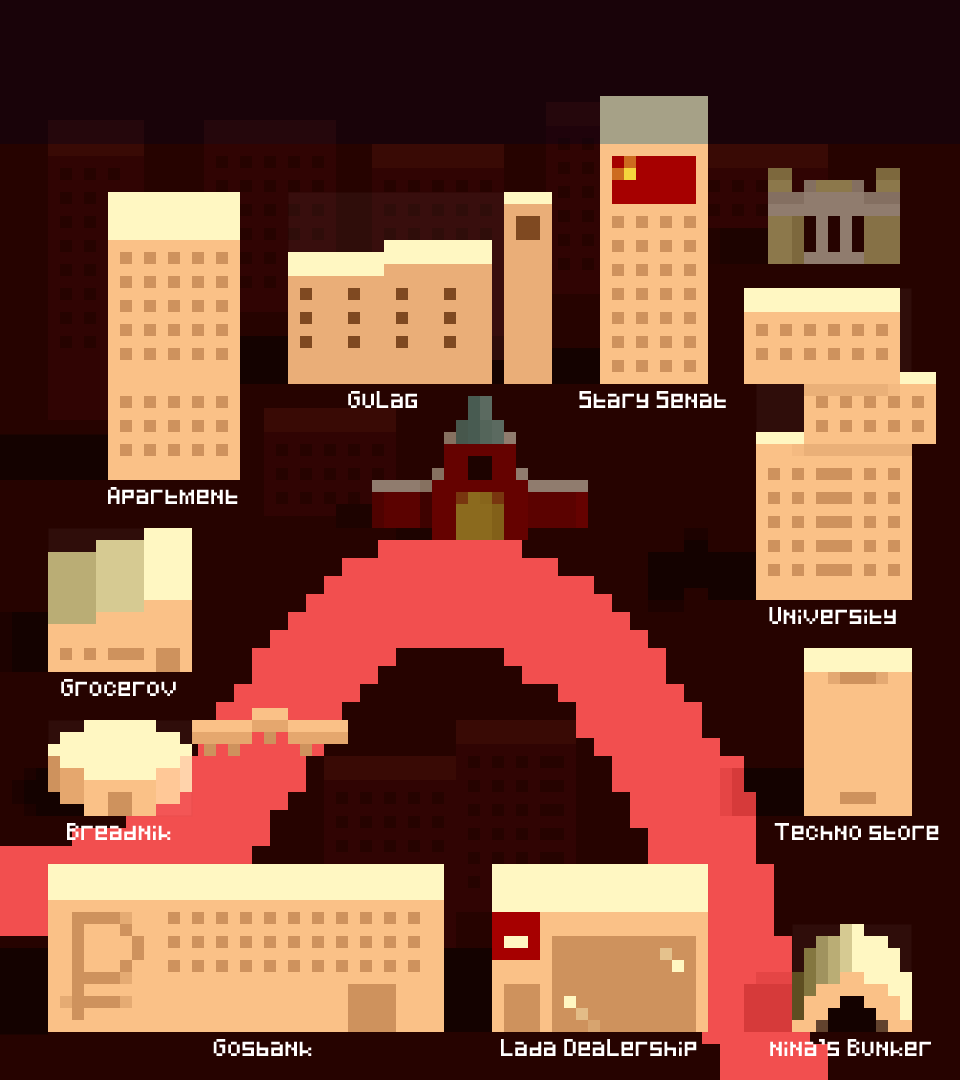 GuLag
Stary Senat
Apartment
University
Grocerov
Breadnik
Techno store
Gosbank
Lada DeaLership
Nina's Bunker